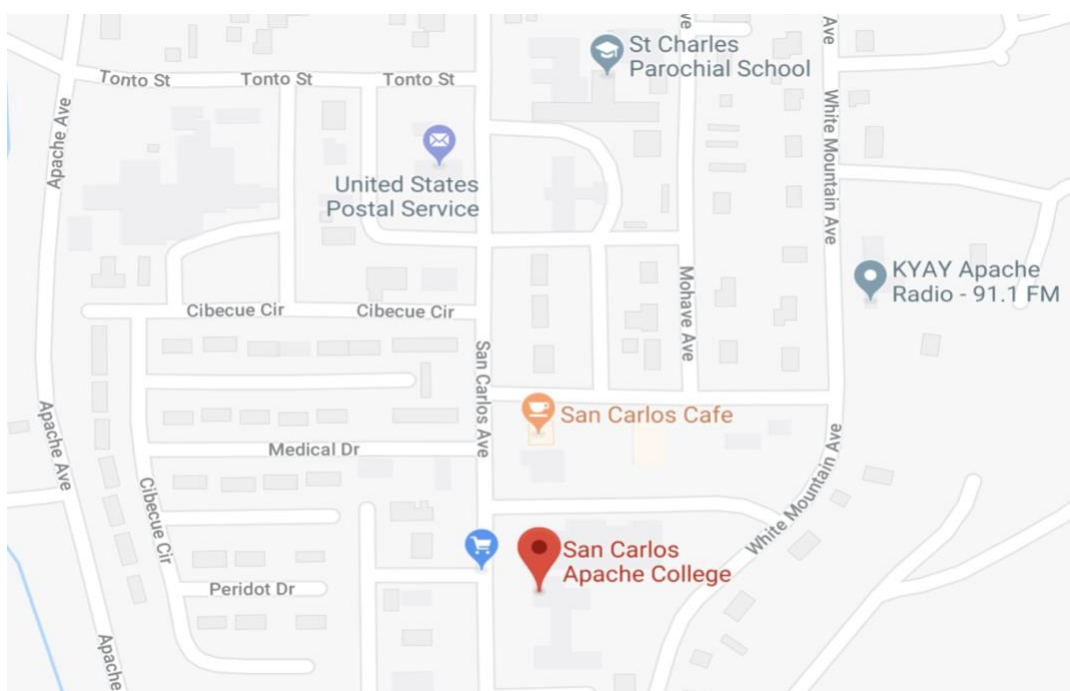 Tonto St
Tonto St
Tonto St
St Charles
Parochial School
ve
Ave
Apache Ave
White Mountain Ave
United States
Postal Service
KYAY Apache
Radio - 91.1 FM
Mohave Ave
Cibecue Cir
Cibecue Cir
San Carlos Ave
San Carlos Cafe
Apache Ave
Medical Dr
White Mountain Ave
Cibecue Cir
San Carlos
Apache College
Peridot Dr
Apache